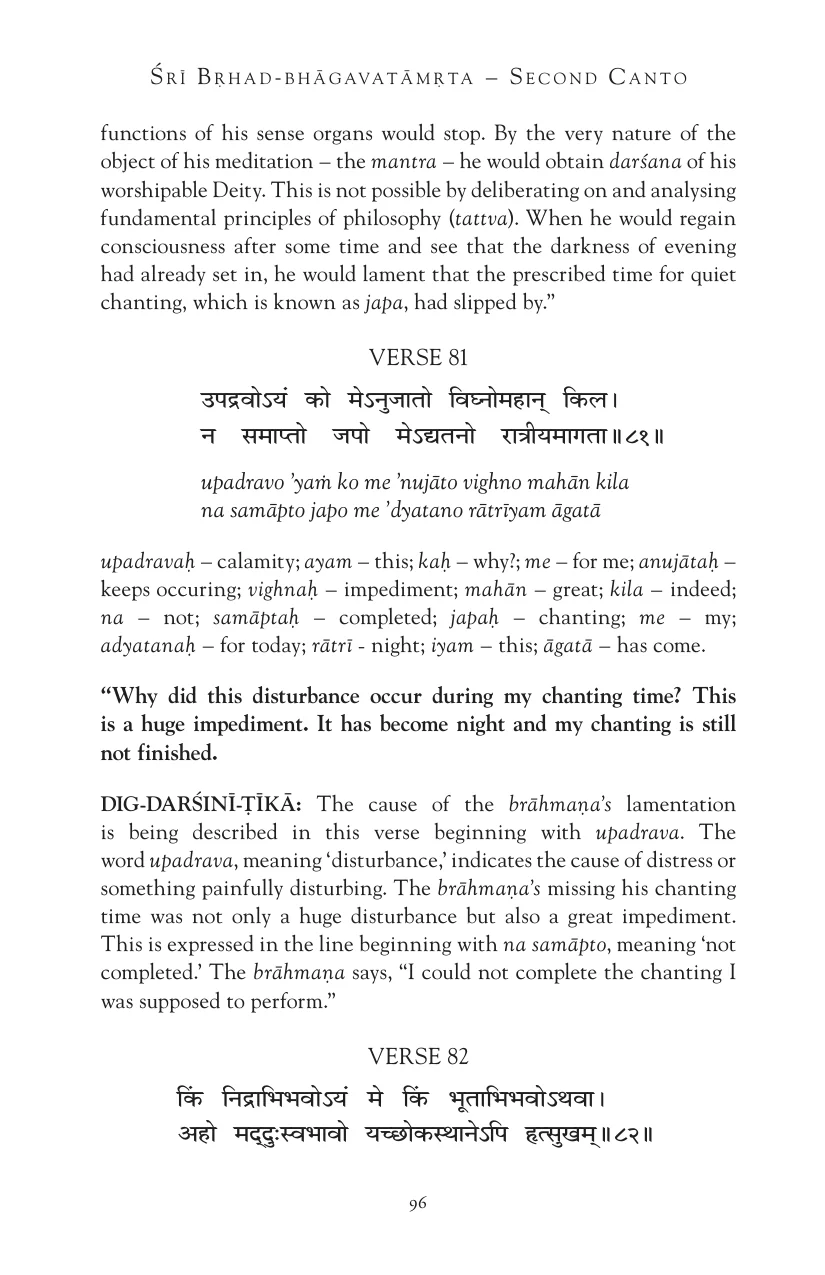 Śrī Bṛhad-bhāgavatāmṛta – Second Canto
functions of his sense organs would stop. By the very nature of the
object of his meditation – the mantra – he would obtain darśana of his
worshipable Deity. This is not possible by deliberating on and analysing
fundamental principles of philosophy (tattva). When he would regain
consciousness after some time and see that the darkness of evening
had already set in, he would lament that the prescribed time for quiet
chanting, which is known as japa, had slipped by.”
VERSE 81
उपद्रवोऽयं को मेऽनुजातो विघ्नोमहान् किल।
न समाप्तो जपो मेऽद्यतनो रात्रीयमागता॥८१॥
upadravo ’yaṁ ko me ’nujāto vighno mahān kila
na samāpto japo me ’dyatano rātrīyam āgatā
upadravaḥ – calamity; ayam – this; kaḥ – why?; me – for me; anujātaḥ –
keeps occuring; vighnaḥ – impediment; mahān – great; kila – indeed;
na – not; samāptaḥ – completed; japaḥ – chanting; me – my;
adyatanaḥ – for today; rātrī - night; iyam – this; āgatā – has come.
“Why did this disturbance occur during my chanting time? This
is a huge impediment. It has become night and my chanting is still
not finished.
DIG-DARŚINĪ-ṬĪKĀ: The cause of the brāhmaṇa’s lamentation
is being described in this verse beginning with upadrava. The
word upadrava, meaning ‘disturbance,’ indicates the cause of distress or
something painfully disturbing. The brāhmaṇa’s missing his chanting
time was not only a huge disturbance but also a great impediment.
This is expressed in the line beginning with na samāpto, meaning ‘not
completed.’ The brāhmaṇa says, “I could not complete the chanting I
was supposed to perform.”
VERSE 82
किं निद्राभिभवोऽयं मे किं भूताभिभवोऽथवा।
अहो मद्दुःस्वभावो यच्छोकस्थानेऽपि हृत्सुखम्॥८२॥
96